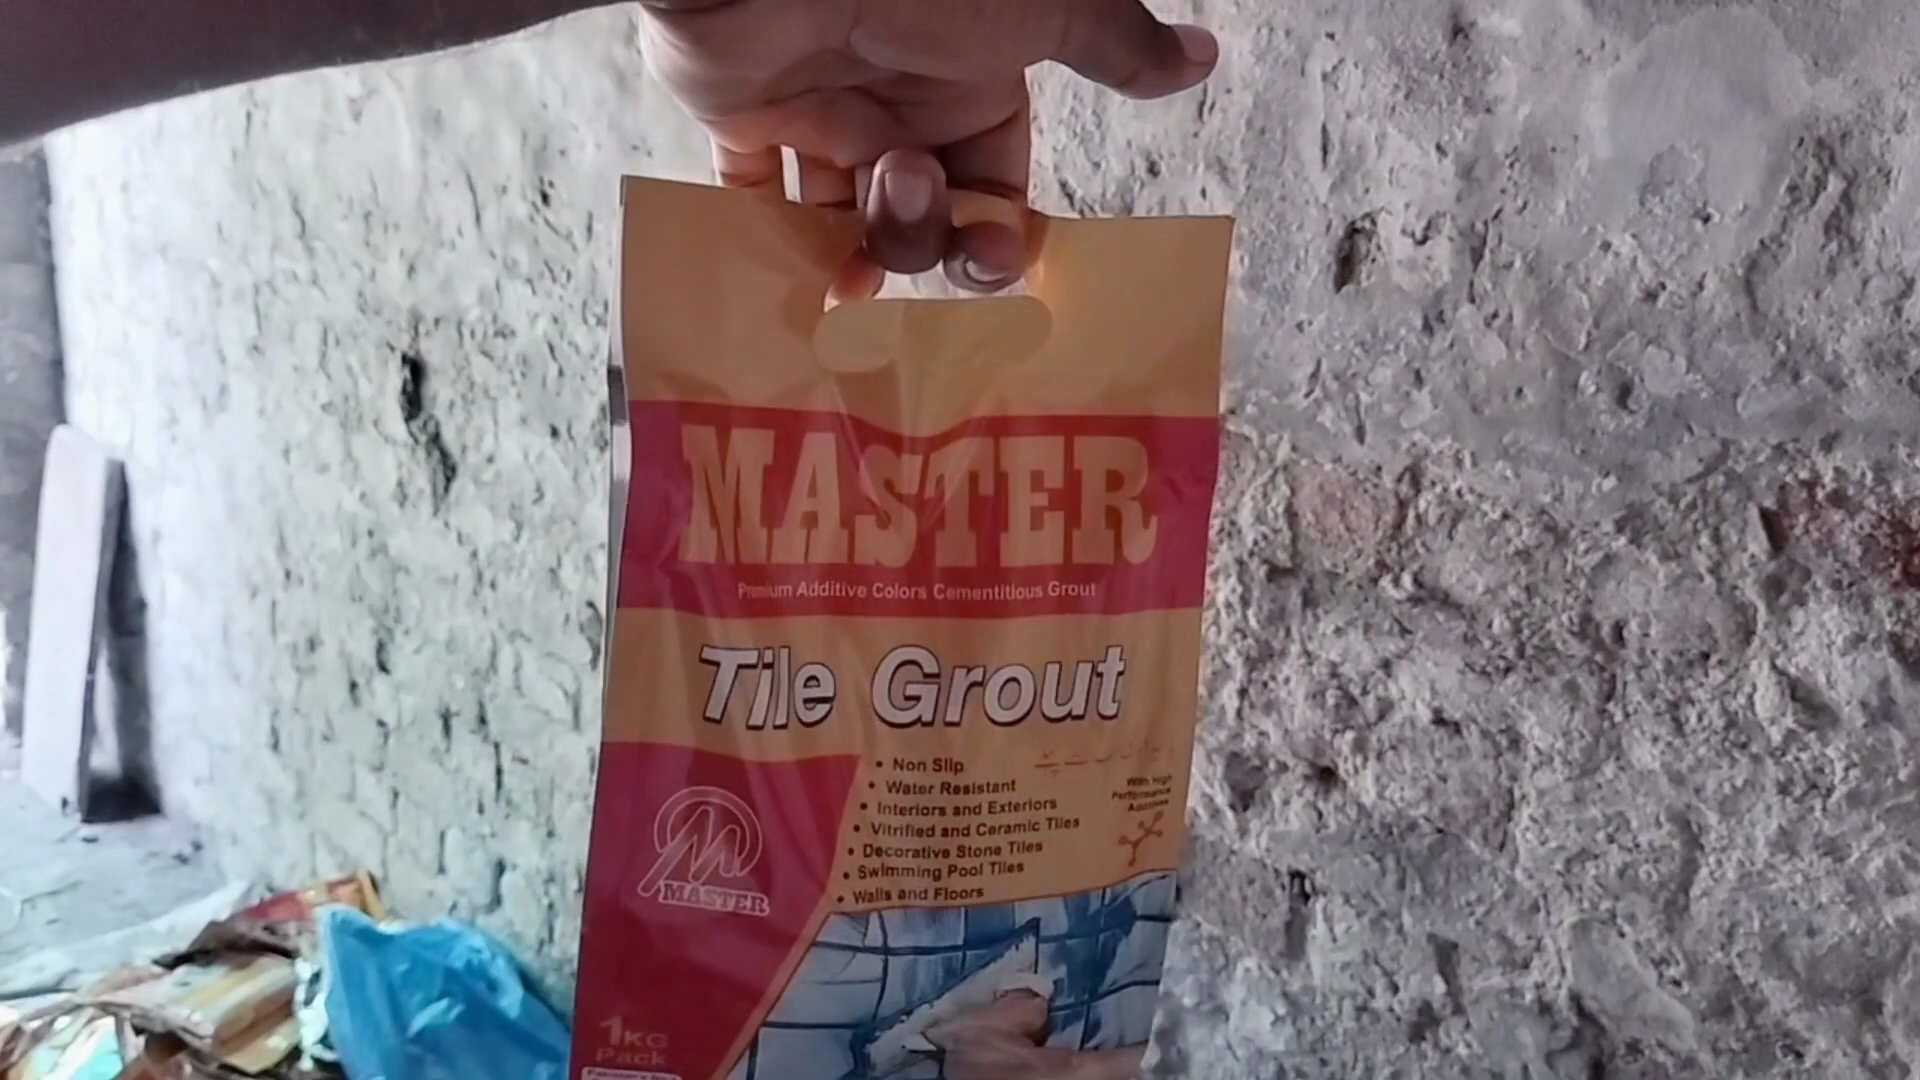 MASTER
Premium Additive Colors Cementitious Grout
Tile Grout
• Non Slip
• Water Resistant
• Interiors and Exteriors
• Vitrified and Ceramic Tiles
• Decorative Stone Tiles
• Swimming Pool Tiles
• Walls and Floors
With High
Performance
Additives
MASTER
1KG
Pack